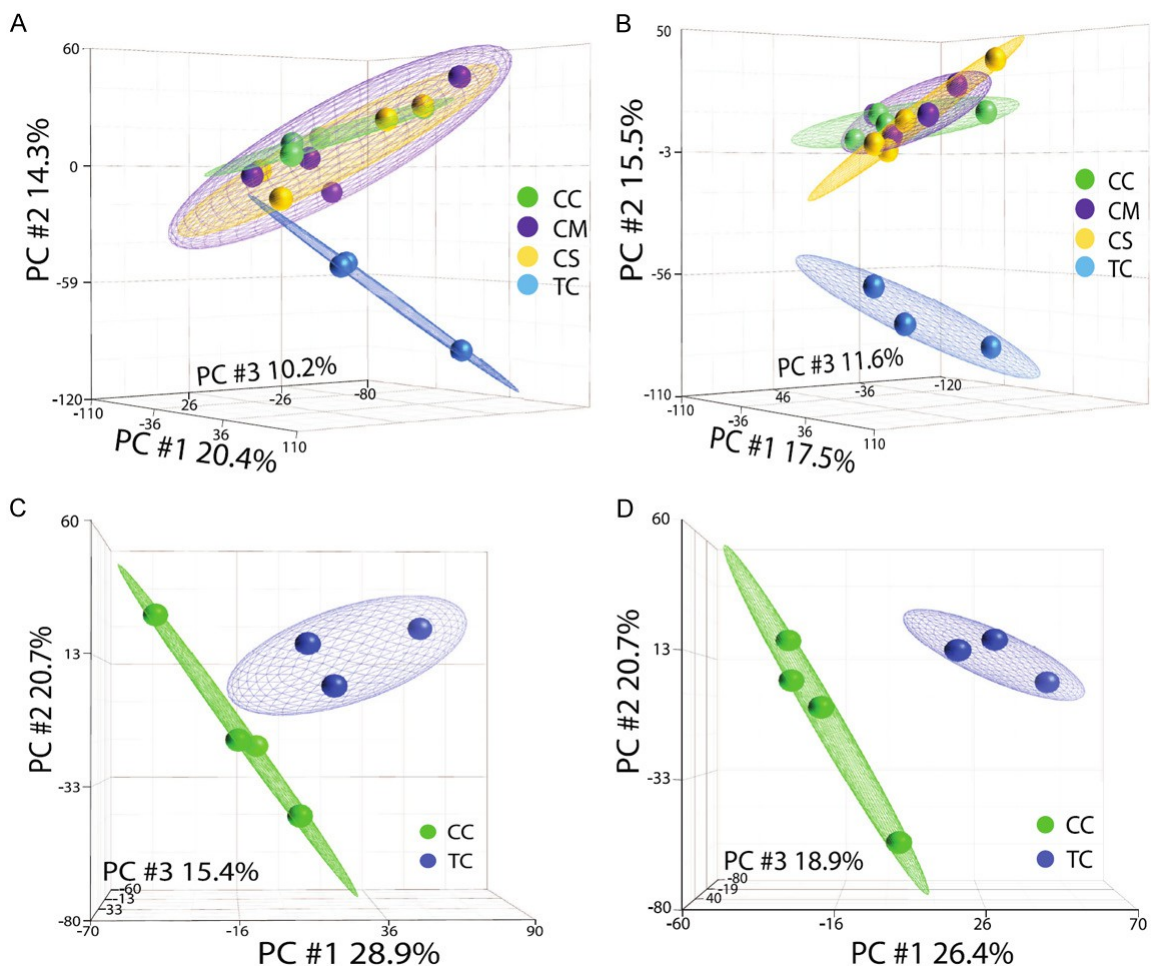 A
60
0
-59
-120
PC #2 14.3%
PC #3 10.2%
26
-26
-80
-110
-36
36
110
PC #1 20.4%
CC
CM
CS
TC
B
50
-3
-56
-110
PC #2 15.5%
PC #3 11.6%
46
-36
-120
-110
-36
36
110
PC #1 17.5%
CC
CM
CS
TC
C
60
13
-33
-80
PC #2 20.7%
PC #3 15.4%
-60
-13
33
-70
-16
36
90
PC #1 28.9%
CC
TC
D
60
13
-33
-80
PC #2 20.7%
PC #3 18.9%
-80
-19
40
-60
-16
26
70
PC #1 26.4%
CC
TC